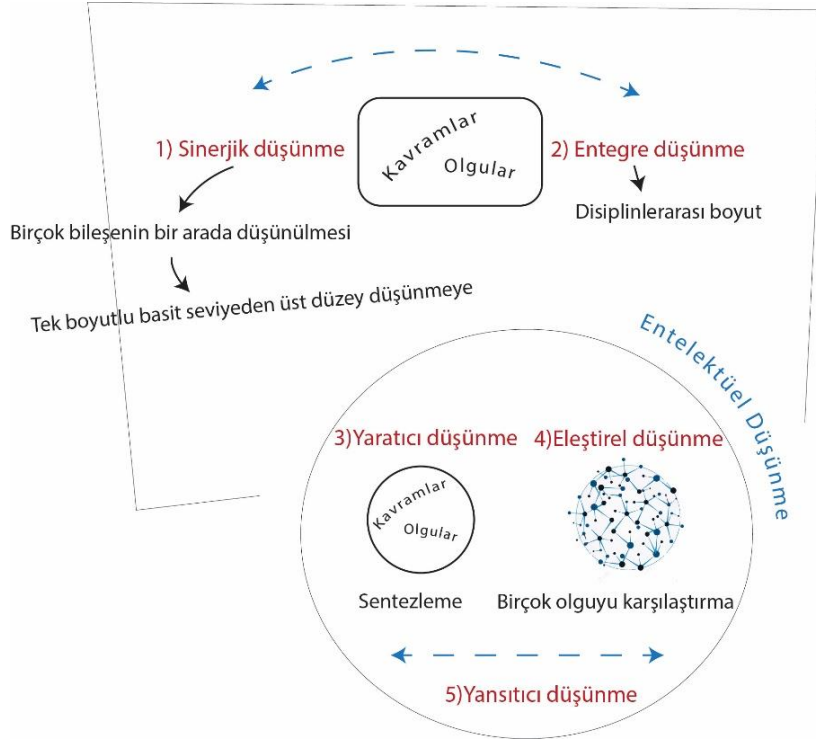 1) Sinerjik düşünme
Kavramlar
Olgular
2) Entegre düşünme
Birçok bileşenin bir arada düşünülmesi
Disiplinlerarası boyut
Tek boyutlu basit seviyeden üst düzey düşünmeye
Entelektüel Düşünme
3)Yaratıcı düşünme
4)Eleştirel düşünme
Kavramlar
Olgular
Sentezleme
Birçok olguyu karşılaştırma
5)Yansıtıcı düşünme